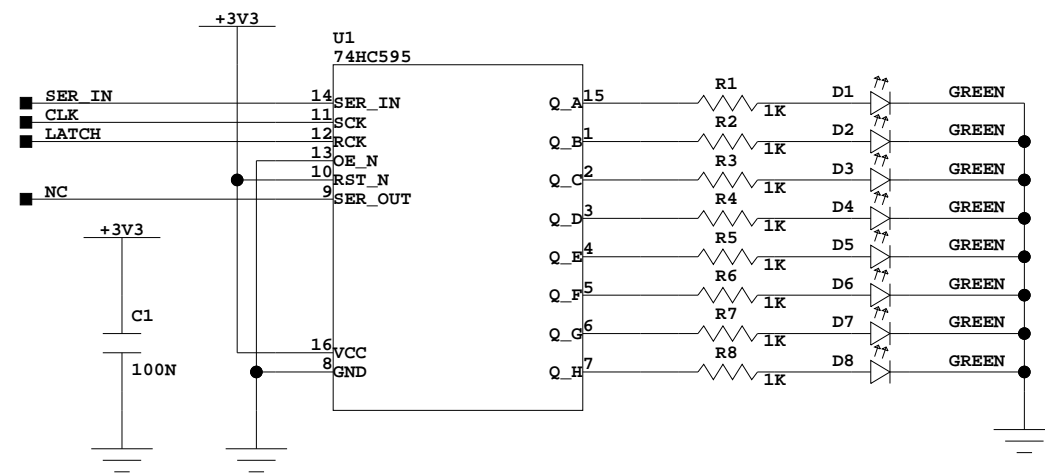 +3V3
U1
74HC595
SER_IN 14 SER_IN Q_A 15 R1 1K D1 GREEN
CLK 11 SCK
LATCH 12 RCK Q_B 1 R2 1K D2 GREEN
13 OE_N
10 RST_N Q_C 2 R3 1K D3 GREEN
NC 9 SER_OUT
Q_D 3 R4 1K D4 GREEN
+3V3
Q_E 4 R5 1K D5 GREEN
Q_F 5 R6 1K D6 GREEN
C1
Q_G 6 R7 1K D7 GREEN
16 VCC
100N 8 GND Q_H 7 R8 1K D8 GREEN